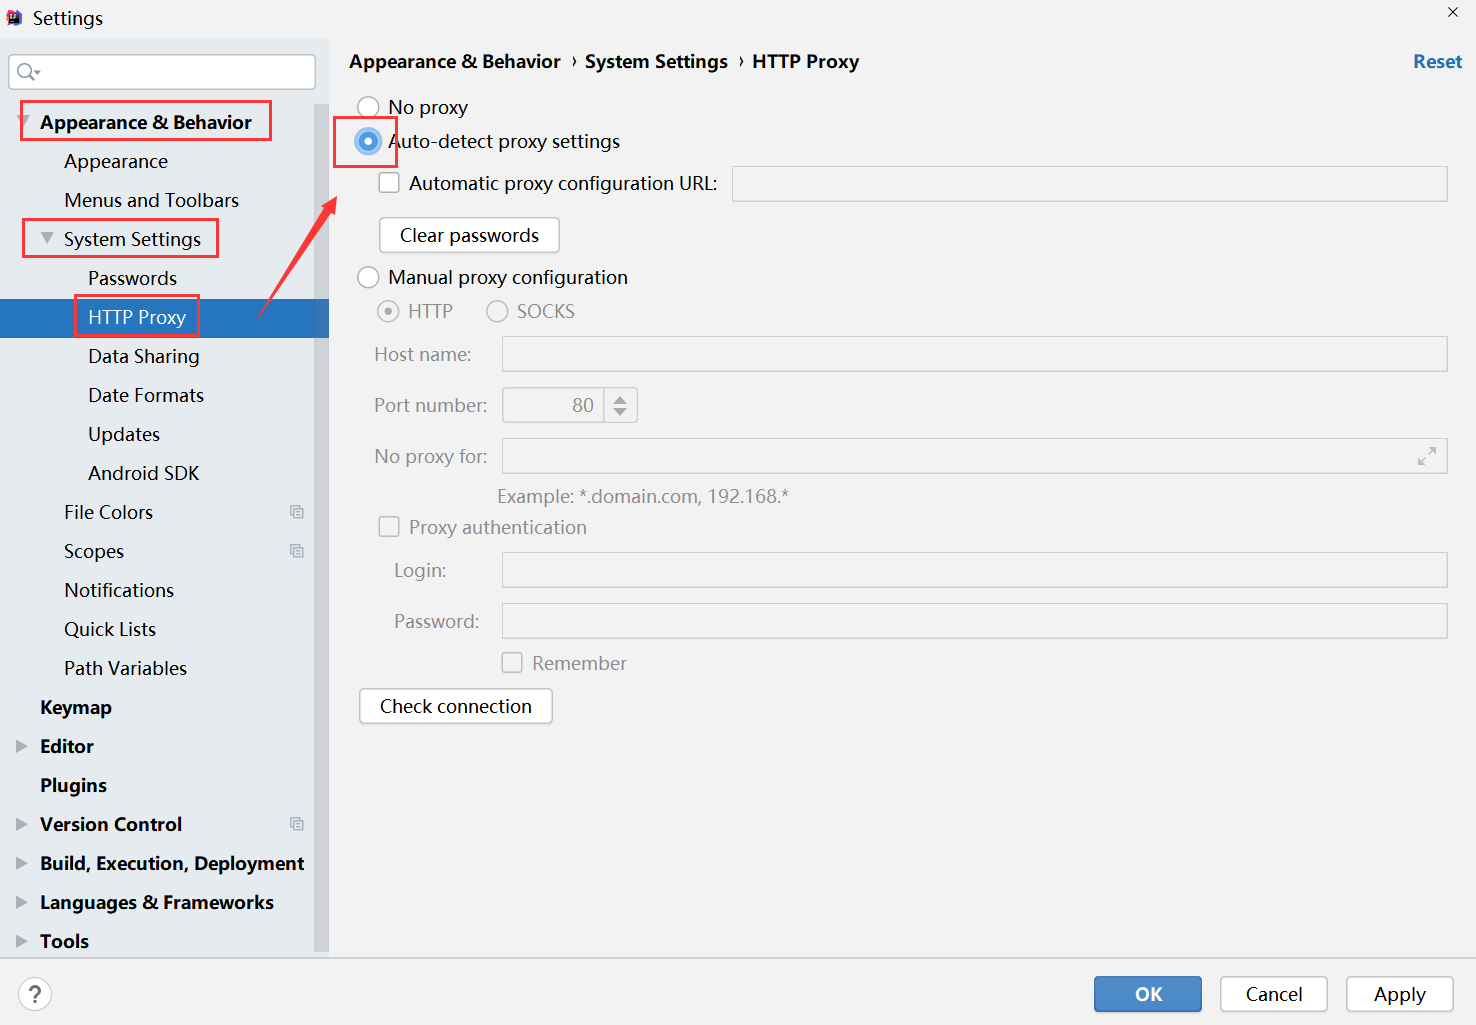 Settings
Appearance & Behavior › System Settings › HTTP Proxy
Reset
Appearance & Behavior
Appearance
Menus and Toolbars
System Settings
Passwords
HTTP Proxy
Data Sharing
Date Formats
Updates
Android SDK
File Colors
Scopes
Notifications
Quick Lists
Path Variables
Keymap
Editor
Plugins
Version Control
Build, Execution, Deployment
Languages & Frameworks
Tools
No proxy
Auto-detect proxy settings
Automatic proxy configuration URL:
Clear passwords
Manual proxy configuration
HTTP SOCKS
Host name:
Port number: 80
No proxy for:
Example: *.domain.com, 192.168.*
Proxy authentication
Login:
Password:
Remember
Check connection
?
OK Cancel Apply